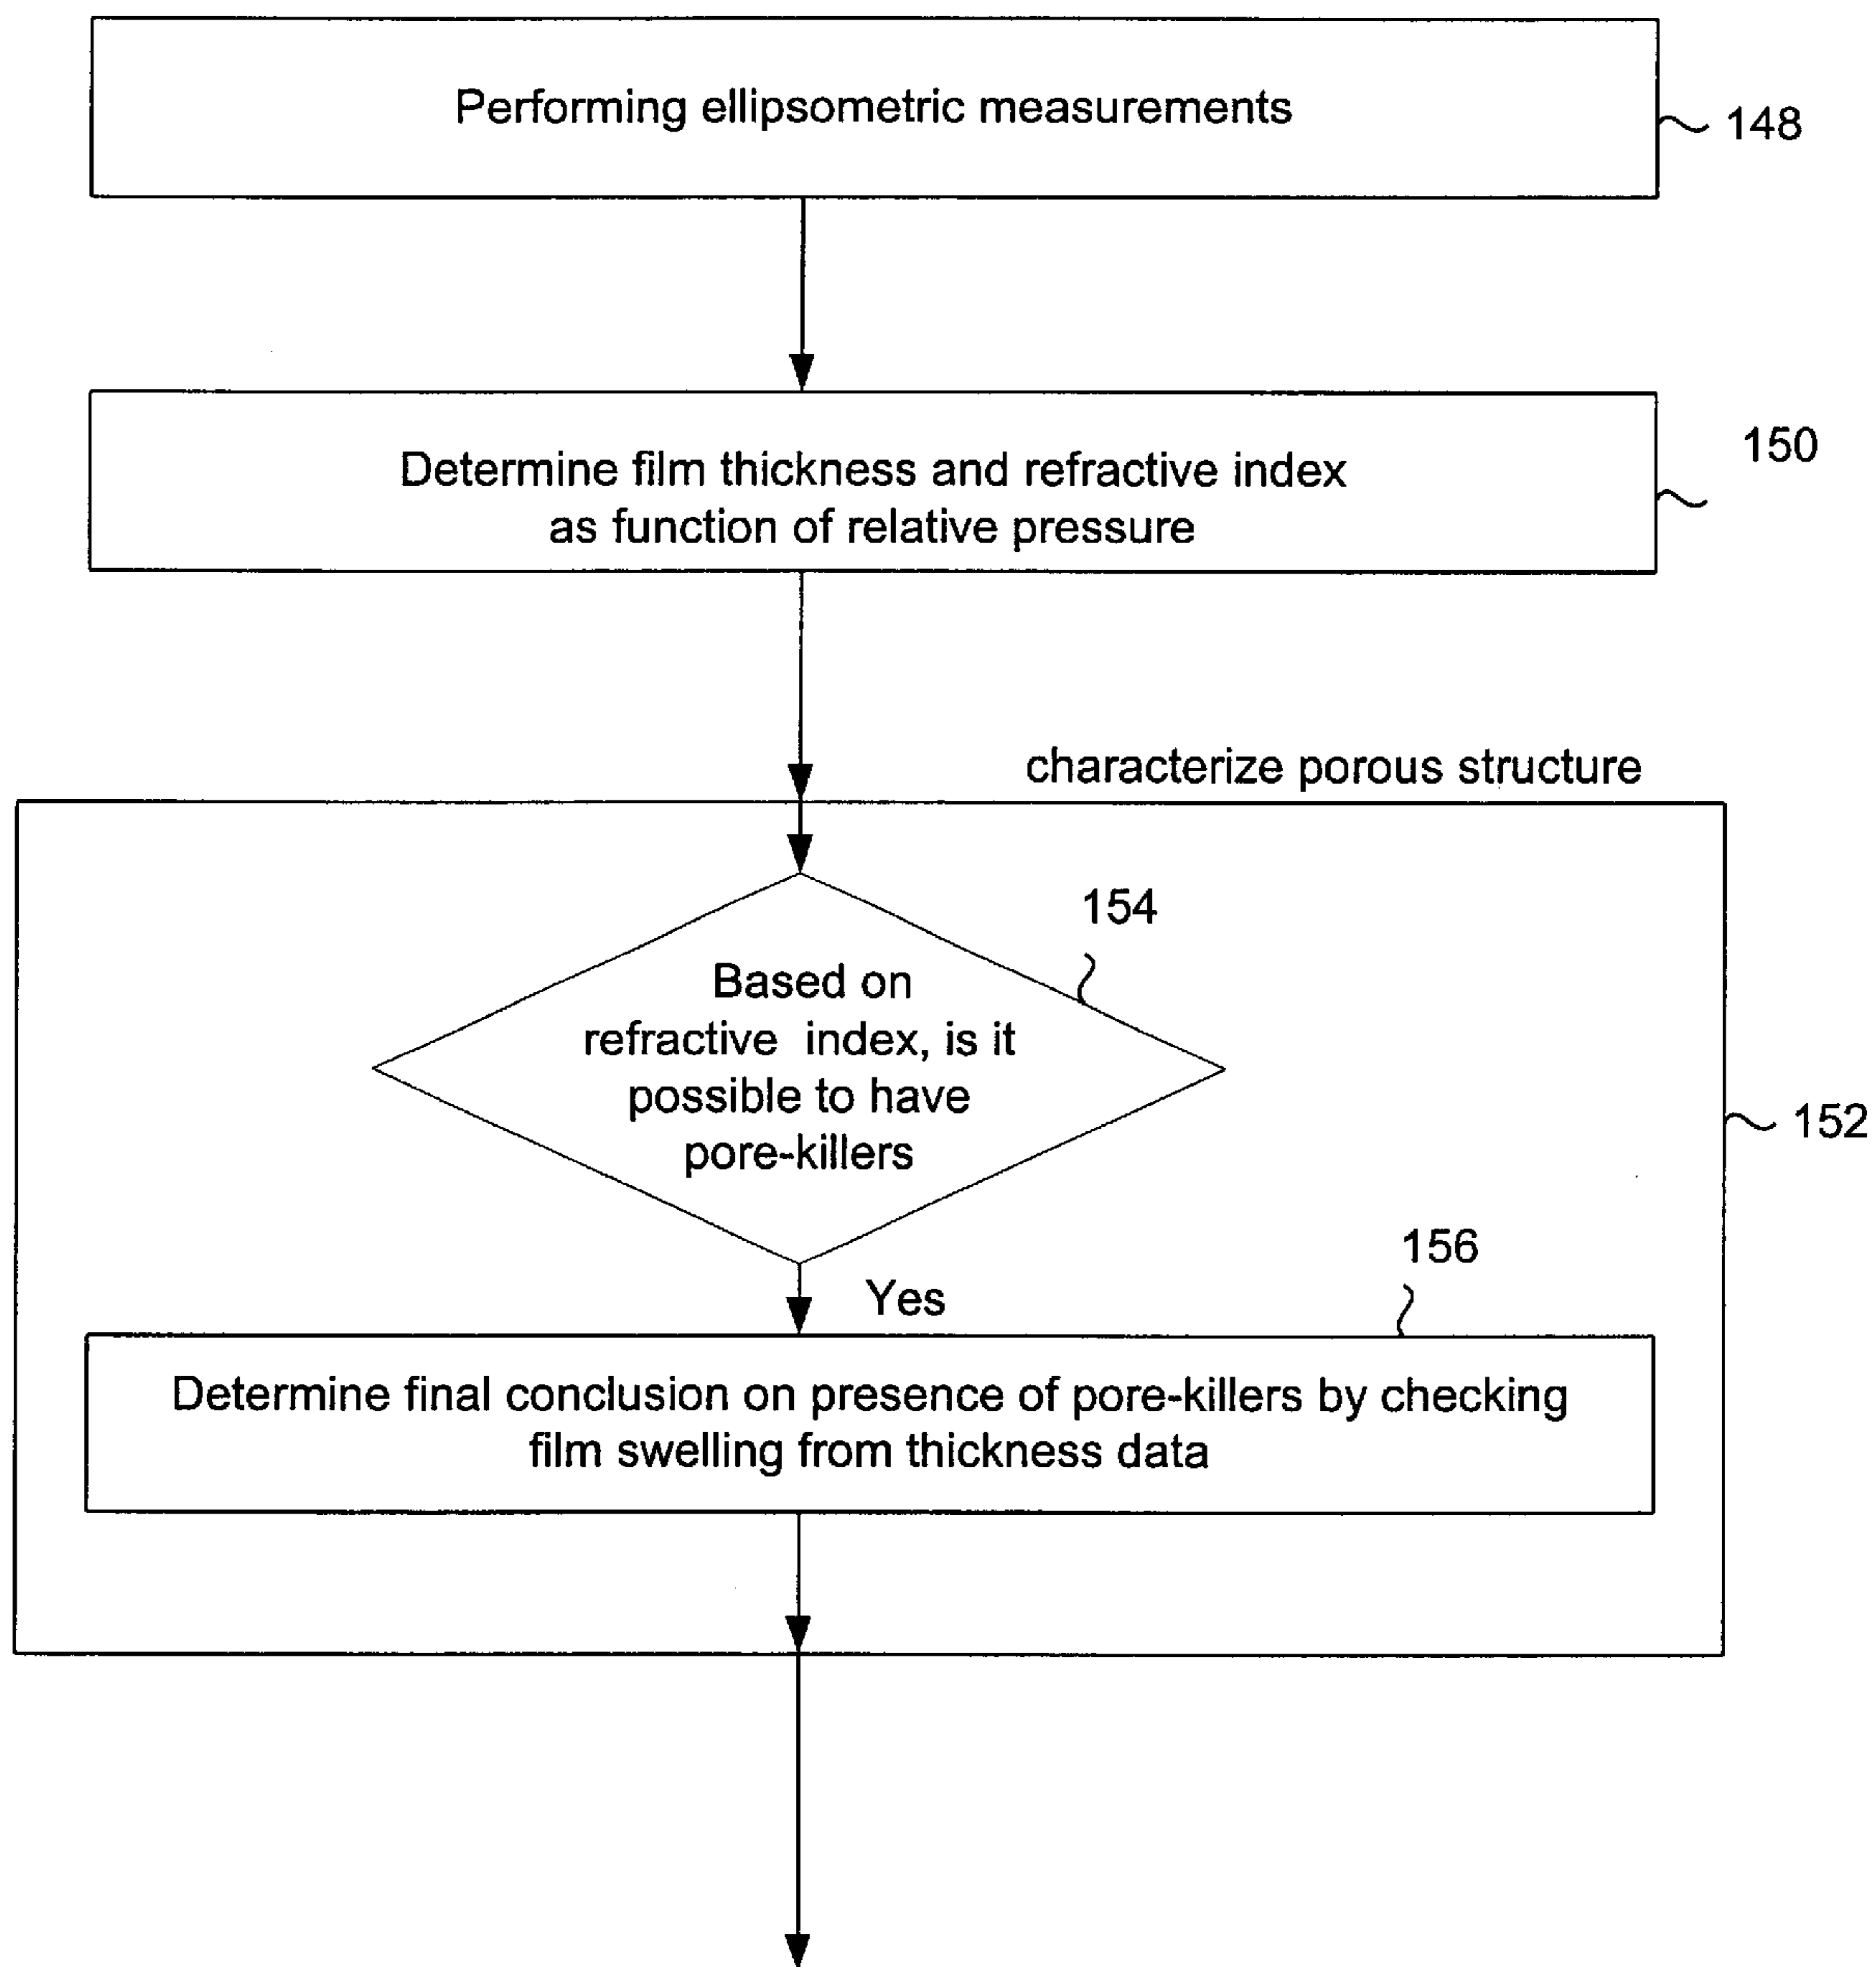 Performing ellipsometric measurements
148
Determine film thickness and refractive index
as function of relative pressure
150
characterize porous structure
154
Based on
refractive index, is it
possible to have
pore-killers
152
Yes
156
Determine final conclusion on presence of pore-killers by checking
film swelling from thickness data